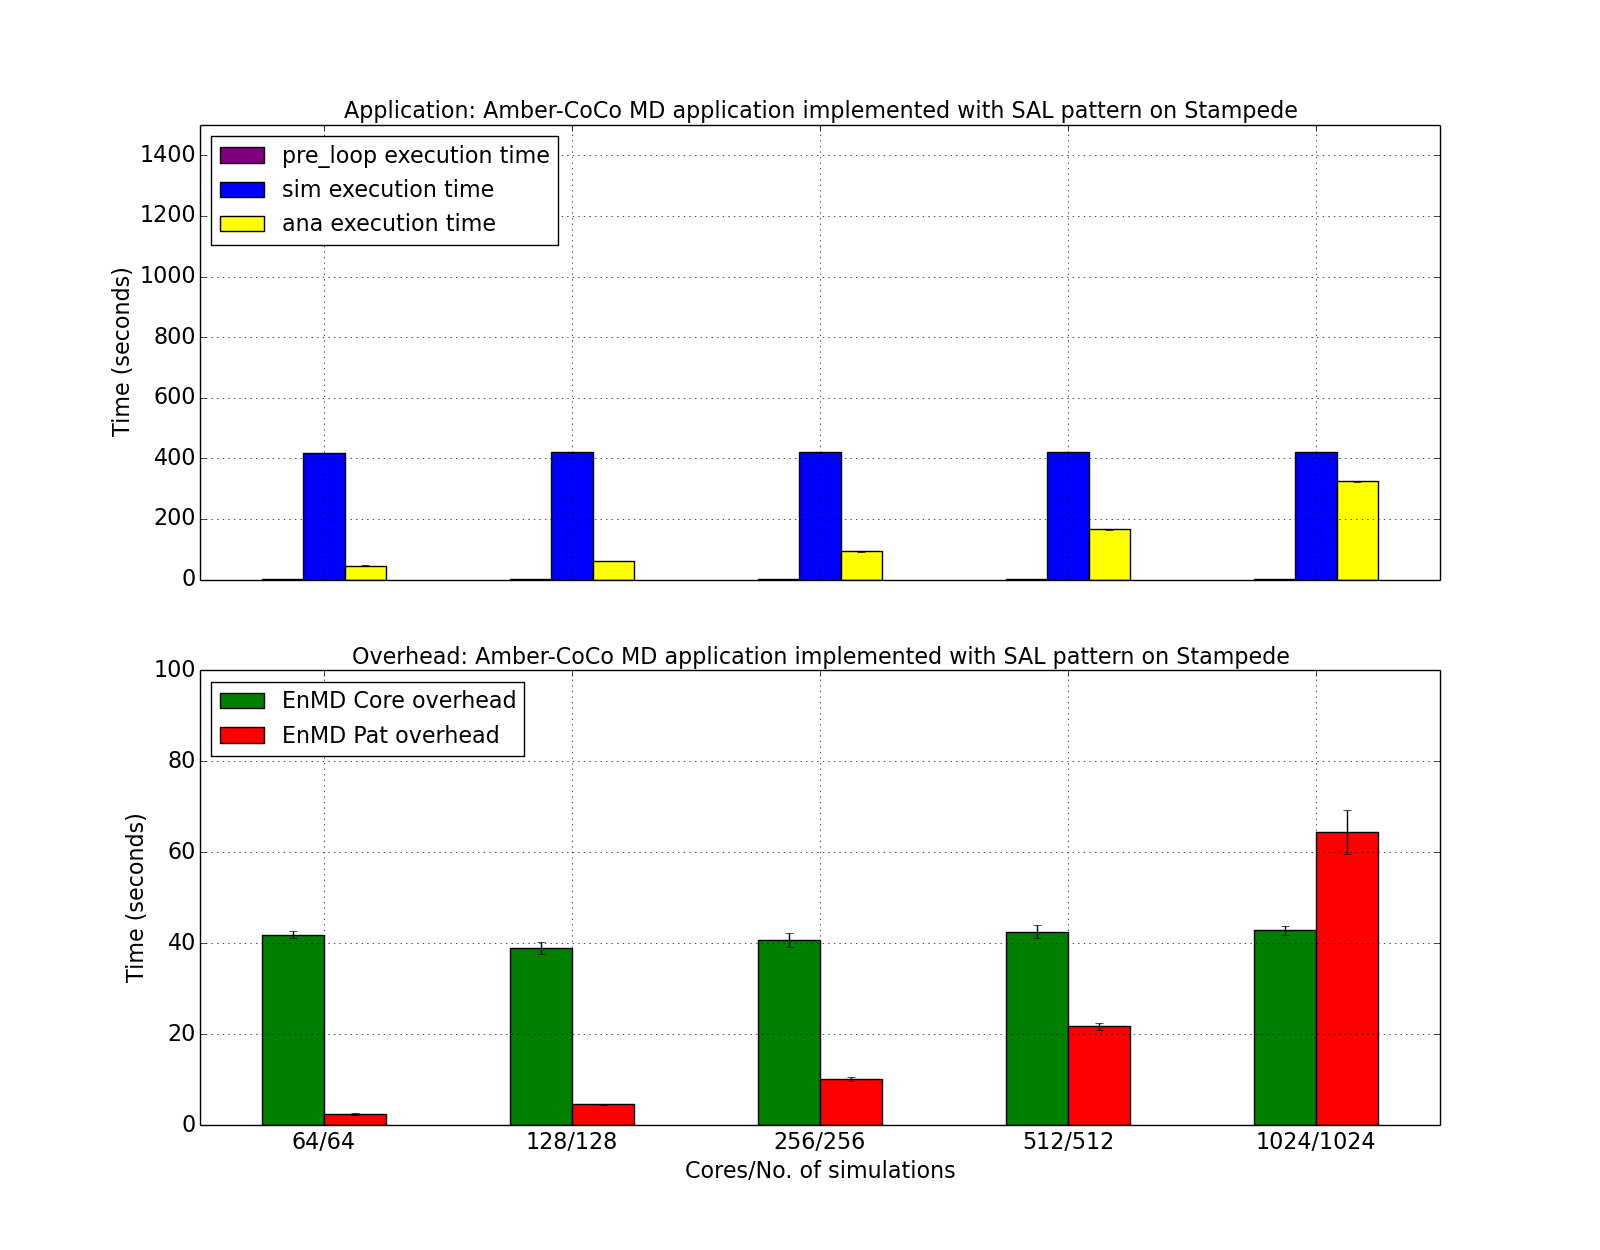 Application: Amber-CoCo MD application implemented with SAL pattern on Stampede
1400
1200
1000
800
600
400
200
0
Time (seconds)
pre_loop execution time
sim execution time
ana execution time
Overhead: Amber-CoCo MD application implemented with SAL pattern on Stampede
100
80
60
40
20
0
Time (seconds)
EnMD Core overhead
EnMD Pat overhead
64/64 128/128 256/256 512/512 1024/1024
Cores/No. of simulations